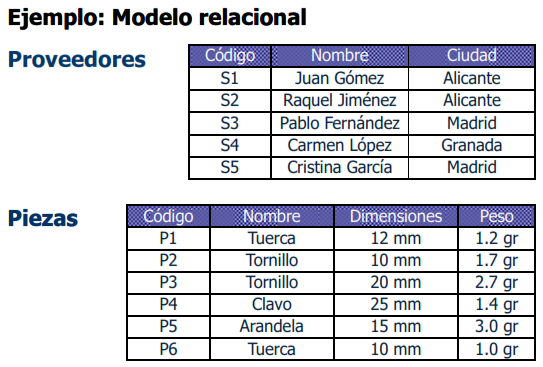 Ejemplo: Modelo relacional
Proveedores
Código Nombre Ciudad
S1 Juan Gómez Alicante
S2 Raquel Jiménez Alicante
S3 Pablo Fernández Madrid
S4 Carmen López Granada
S5 Cristina García Madrid
Piezas
Código Nombre Dimensiones Peso
P1 Tuerca 12 mm 1.2 gr
P2 Tornillo 10 mm 1.7 gr
P3 Tornillo 20 mm 2.7 gr
P4 Clavo 25 mm 1.4 gr
P5 Arandela 15 mm 3.0 gr
P6 Tuerca 10 mm 1.0 gr